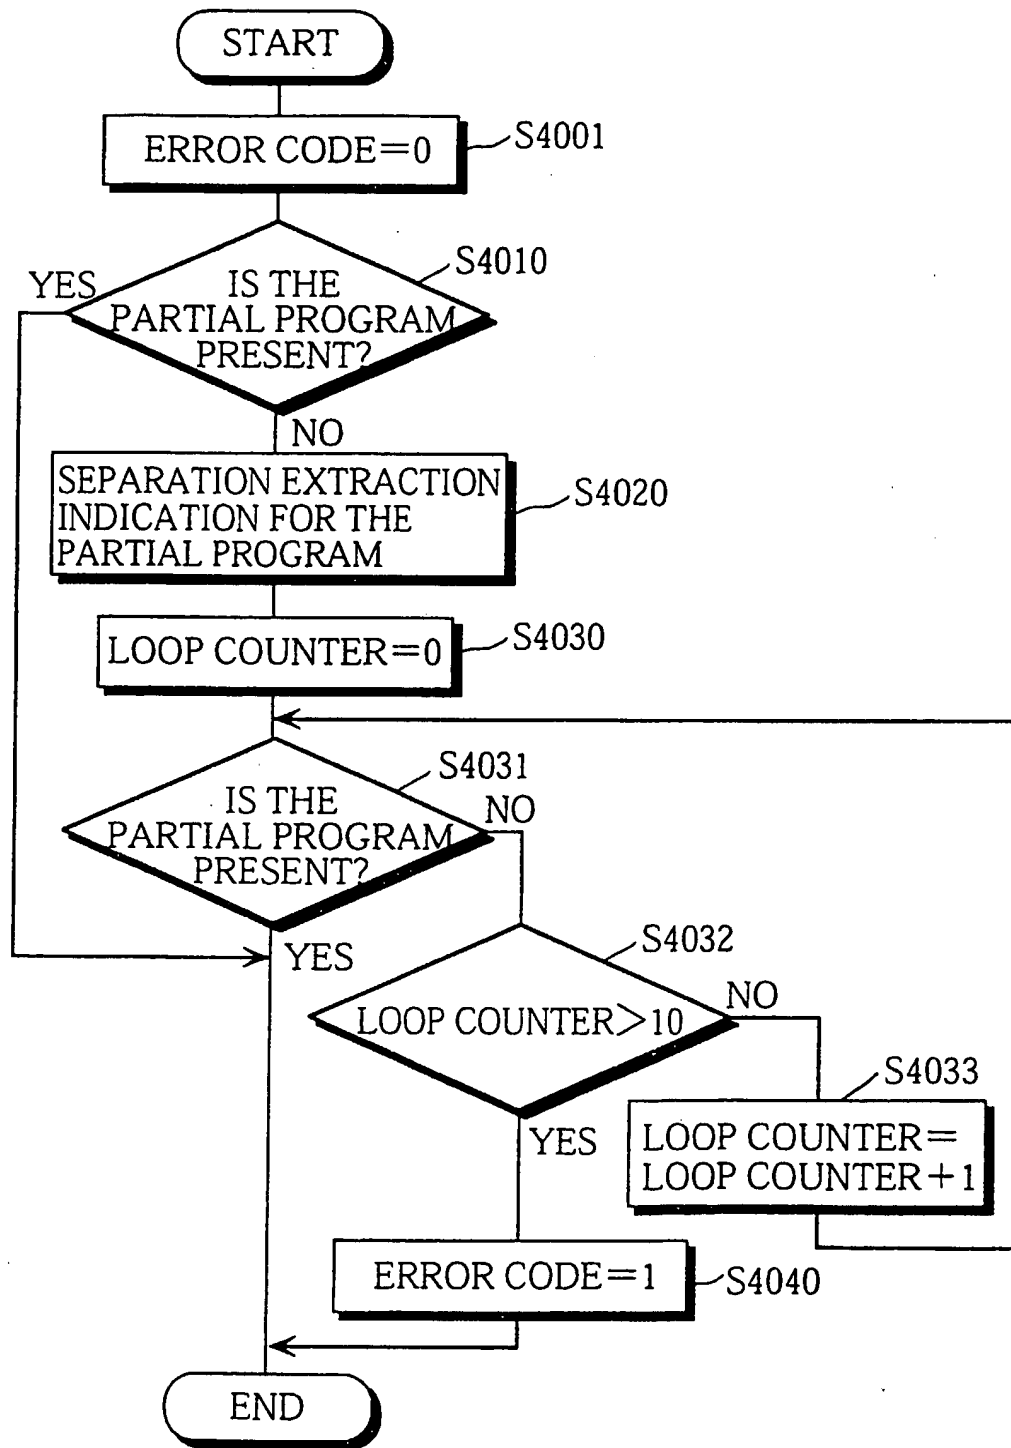 START
ERROR CODE=0
S4001
S4010
YES
IS THE
PARTIAL PROGRAM
PRESENT?
NO
SEPARATION EXTRACTION
INDICATION FOR THE
PARTIAL PROGRAM
S4020
LOOP COUNTER=0
S4030
S4031
IS THE
PARTIAL PROGRAM
PRESENT?
NO
YES
S4032
LOOP COUNTER>10
NO
YES
S4033
LOOP COUNTER=
LOOP COUNTER+1
ERROR CODE=1
S4040
END